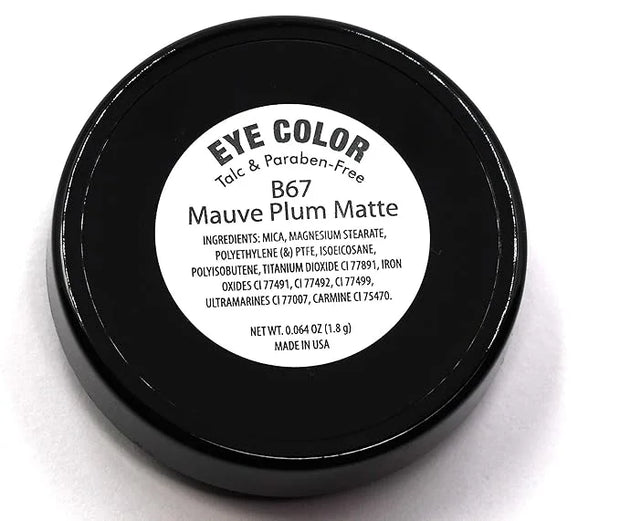 EYE COLOR
Talc & Paraben-Free
B67
Mauve Plum Matte
INGREDIENTS: MICA, MAGNESIUM STEARATE,
POLYETHYLENE (&) PTFE, ISOEICOSANE,
POLYISOBUTENE, TITANIUM DIOXIDE CI 77891, IRON
OXIDES CI 77491, CI 77492, CI 77499,
ULTRAMARINES CI 77007, CARMINE CI 75470.
NET WT. 0.064 OZ (1.8 g)
MADE IN USA